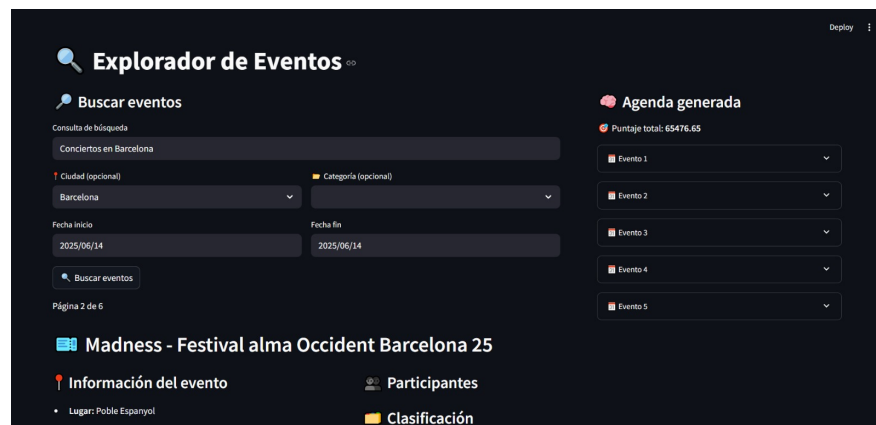 Deploy
Explorador de Eventos
Buscar eventos
Consulta de búsqueda
Conciertos en Barcelona
Ciudad (opcional)
Categoría (opcional)
Barcelona
Fecha inicio
Fecha fin
2025/06/14
2025/06/14
Buscar eventos
Página 2 de 6
Agenda generada
Puntaje total: 65476.65
Evento 1
Evento 2
Evento 3
Evento 4
Evento 5
Madness - Festival alma Occident Barcelona 25
Información del evento
Participantes
• Lugar: Poble Espanyol
Clasificación